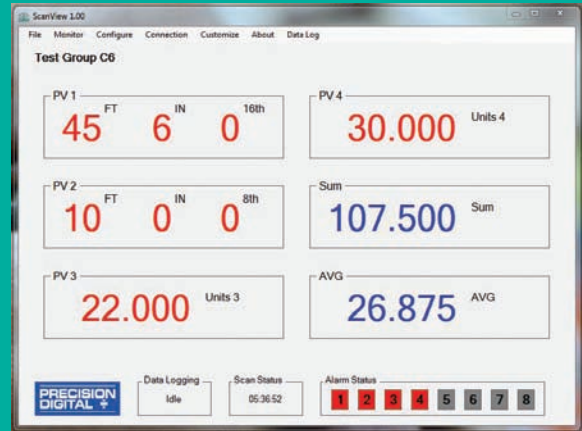 ScanView 1.00
File Monitor Configure Connection Customize About Data Log
Test Group C6
PV 1
45 FT 6 IN 0 16th
PV 4
30.000 Units 4
PV 2
10 FT 0 IN 0 8th
Sum
107.500 Sum
PV 3
22.000 Units 3
AVG
26.875 AVG
PRECISION
DIGITAL
Data Logging
Idle
Scan Status
05:36:52
Alarm Status
1 2 3 4 5 6 7 8